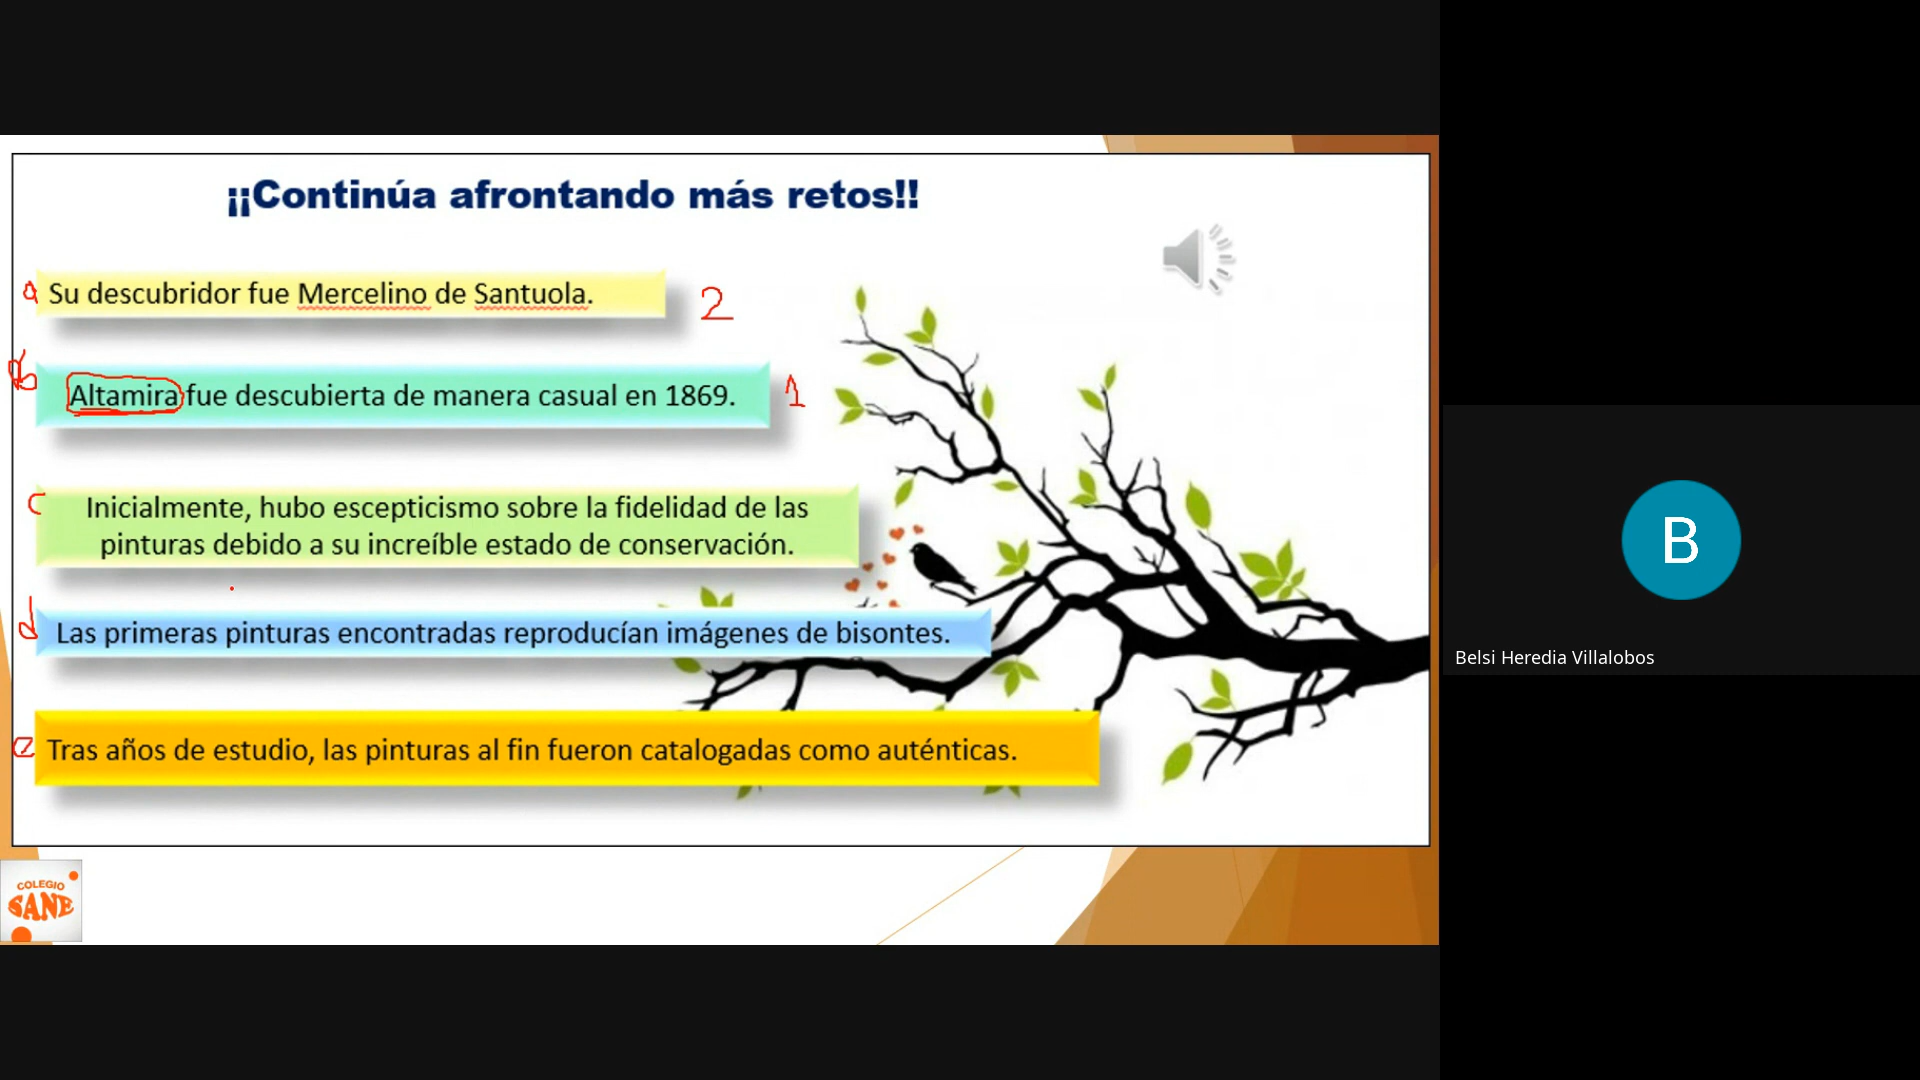 ¡¡Continúa afrontando más retos!!
a Su descubridor fue Mercelino de Santuola. 2
b Altamira fue descubierta de manera casual en 1869. 1
c Inicialmente, hubo escepticismo sobre la fidelidad de las
pinturas debido a su increíble estado de conservación.
d Las primeras pinturas encontradas reproducían imágenes de bisontes.
e Tras años de estudio, las pinturas al fin fueron catalogadas como auténticas.
COLEGIO
SANE
B
Belsi Heredia Villalobos